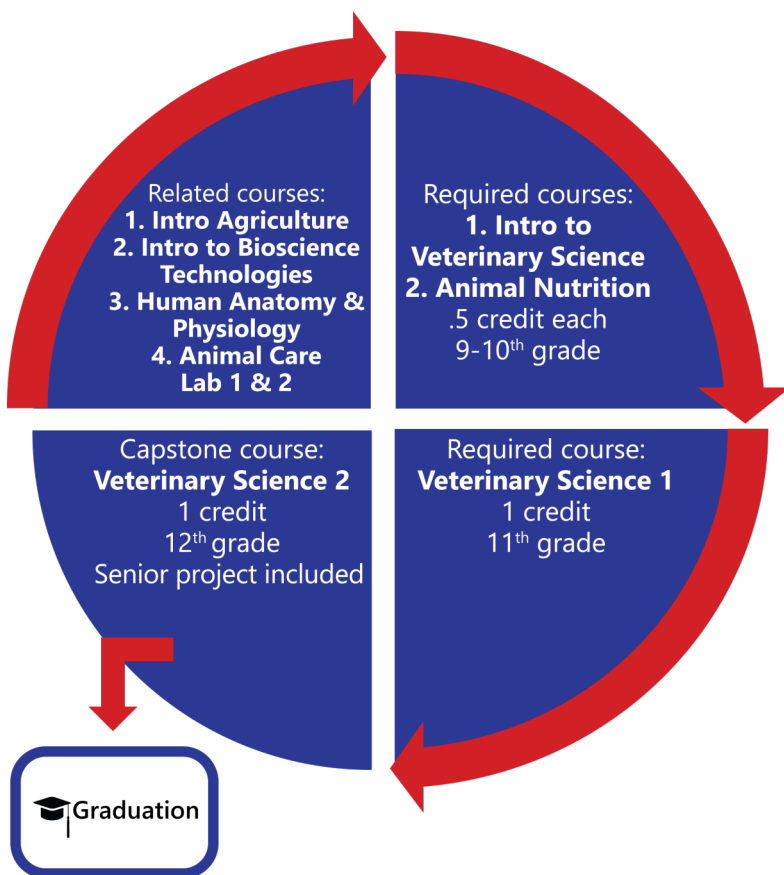 Related courses:
1. Intro Agriculture
2. Intro to Bioscience
Technologies
3. Human Anatomy &
Physiology
4. Animal Care
Lab 1 & 2
Required courses:
1. Intro to
Veterinary Science
2. Animal Nutrition
.5 credit each
9-10th grade
Capstone course:
Veterinary Science 2
1 credit
12th grade
Senior project included
Required course:
Veterinary Science 1
1 credit
11th grade
Graduation